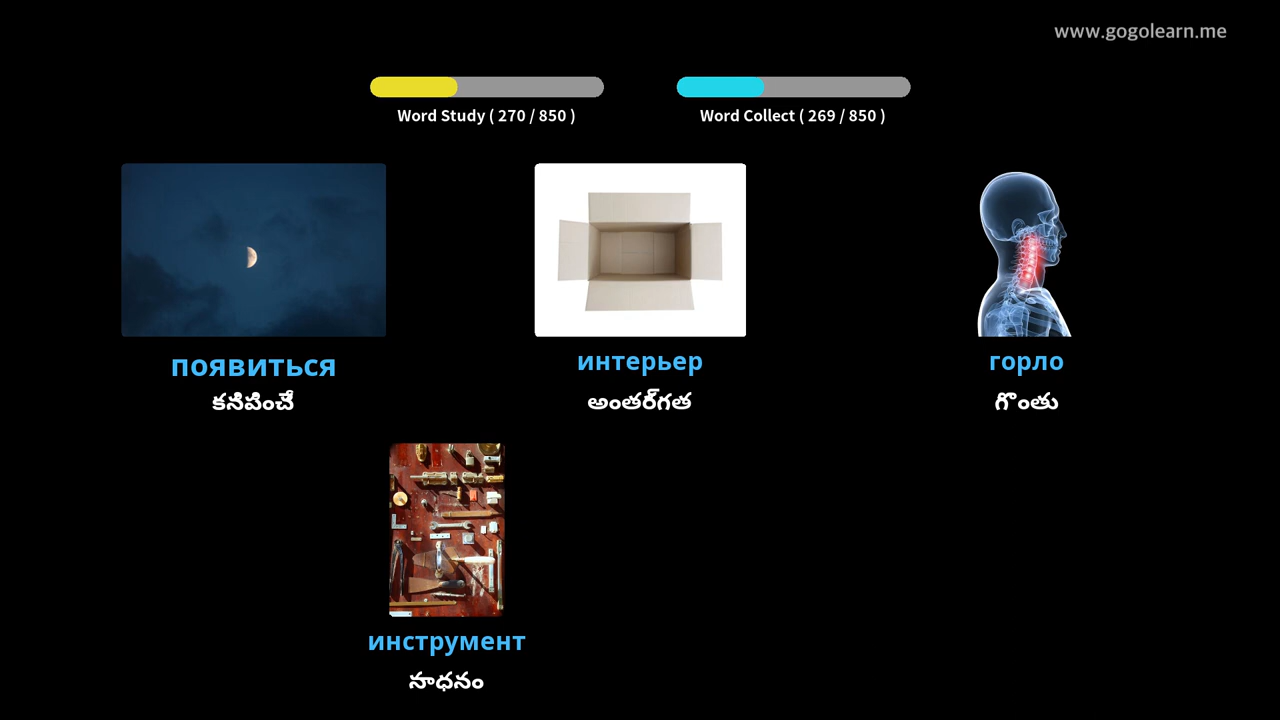 www.gogolearn.me
Word Study ( 270 / 850 )
Word Collect ( 269 / 850 )
появиться
కనిపించే
интерьер
అంతర్గత
горло
గొంతు
инструмент
సాధనం